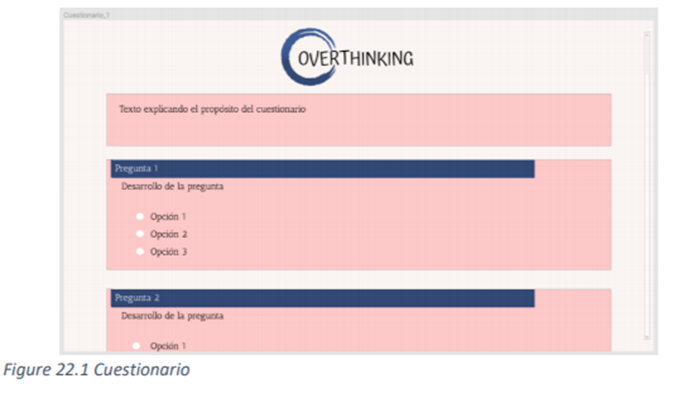 Cuestionario_1
OVERTHINKING
Texto explicando el propósito del cuestionario
Pregunta 1
Desarrollo de la pregunta
Opción 1
Opción 2
Opción 3
Pregunta 2
Desarrollo de la pregunta
Opción 1
Figure 22.1 Cuestionario